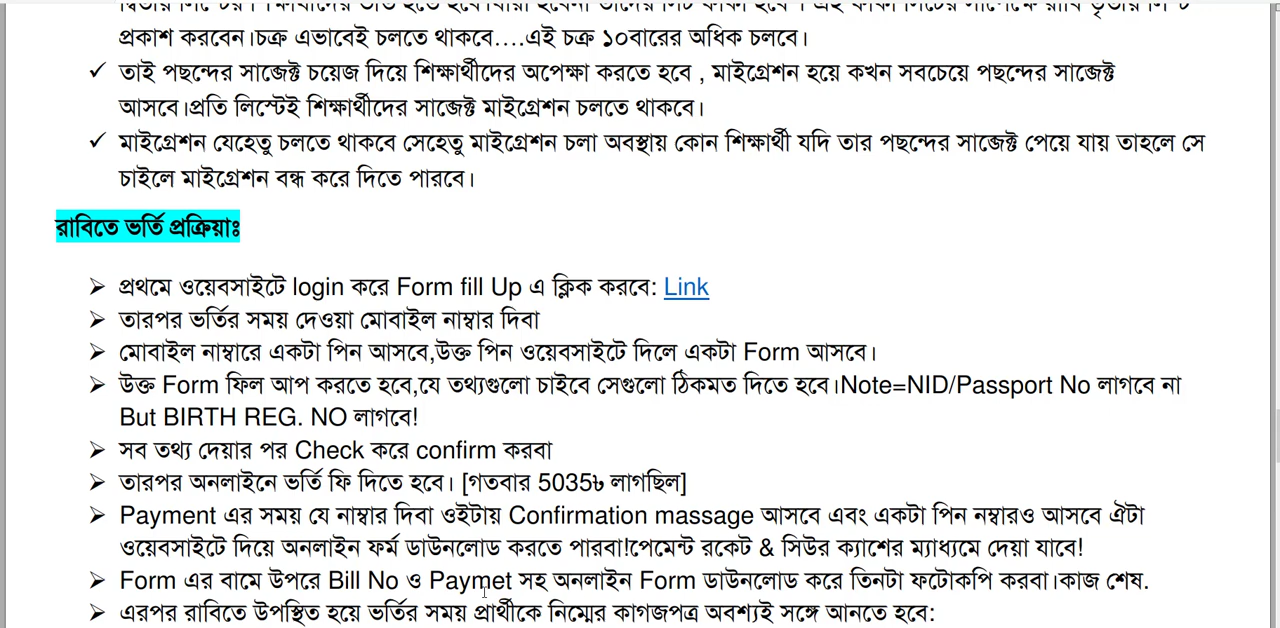 প্রকাশ করবেন।চক্র এভাবেই চলতে থাকবে....এই চক্র ১০বারের অধিক চলবে।
✓ তাই পছন্দের সাজেক্ট চয়েজ দিয়ে শিক্ষার্থীদের অপেক্ষা করতে হবে , মাইগ্রেশন হয়ে কখন সবচেয়ে পছন্দের সাজেক্ট
আসবে।প্রতি লিস্টেই শিক্ষার্থীদের সাজেক্ট মাইগ্রেশন চলতে থাকবে।
✓ মাইগ্রেশন যেহেতু চলতে থাকবে সেহেতু মাইগ্রেশন চলা অবস্থায় কোন শিক্ষার্থী যদি তার পছন্দের সাজেক্ট পেয়ে যায় তাহলে সে
চাইলে মাইগ্রেশন বন্ধ করে দিতে পারবে।
রাবিতে ভর্তি প্রক্রিয়াঃ
➢ প্রথমে ওয়েবসাইটে login করে Form fill Up এ ক্লিক করবে: Link
➢ তারপর ভর্তির সময় দেওয়া মোবাইল নাম্বার দিবা
➢ মোবাইল নাম্বারে একটা পিন আসবে,উক্ত পিন ওয়েবসাইটে দিলে একটা Form আসবে।
➢ উক্ত Form ফিল আপ করতে হবে,যে তথ্যগুলো চাইবে সেগুলো ঠিকমত দিতে হবে।Note=NID/Passport No লাগবে না
But BIRTH REG. NO লাগবে!
➢ সব তথ্য দেয়ার পর Check করে confirm করবা
➢ তারপর অনলাইনে ভর্তি ফি দিতে হবে। [গতবার 5035৳ লাগছিল]
➢ Payment এর সময় যে নাম্বার দিবা ওইটায় Confirmation massage আসবে এবং একটা পিন নম্বারও আসবে ঐটা
ওয়েবসাইটে দিয়ে অনলাইন ফর্ম ডাউনলোড করতে পারবা!পেমেন্ট রকেট & সিউর ক্যাশের ম্যাধ্যমে দেয়া যাবে!
➢ Form এর বামে উপরে Bill No ও Paymet সহ অনলাইন Form ডাউনলোড করে তিনটা ফটোকপি করবা।কাজ শেষ.
➢ এরপর রাবিতে উপস্থিত হয়ে ভর্তির সময় প্রার্থীকে নিম্মের কাগজপত্র অবশ্যই সঙ্গে আনতে হবে: